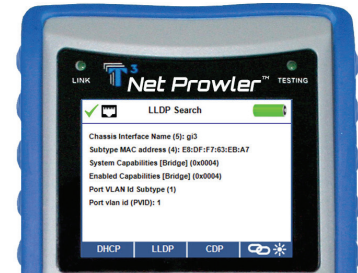 LINK
T3
Net Prowler™
TESTING
LLDP Search
Chassis Interface Name (5): gi3
Subtype MAC address (4): E8:DF:F7:63:EB:A7
System Capabilities [Bridge] (0x0004)
Enabled Capabilities [Bridge] (0x0004)
Port VLAN Id Subtype (1)
Port vlan id (PVID): 1
DHCP LLDP CDP